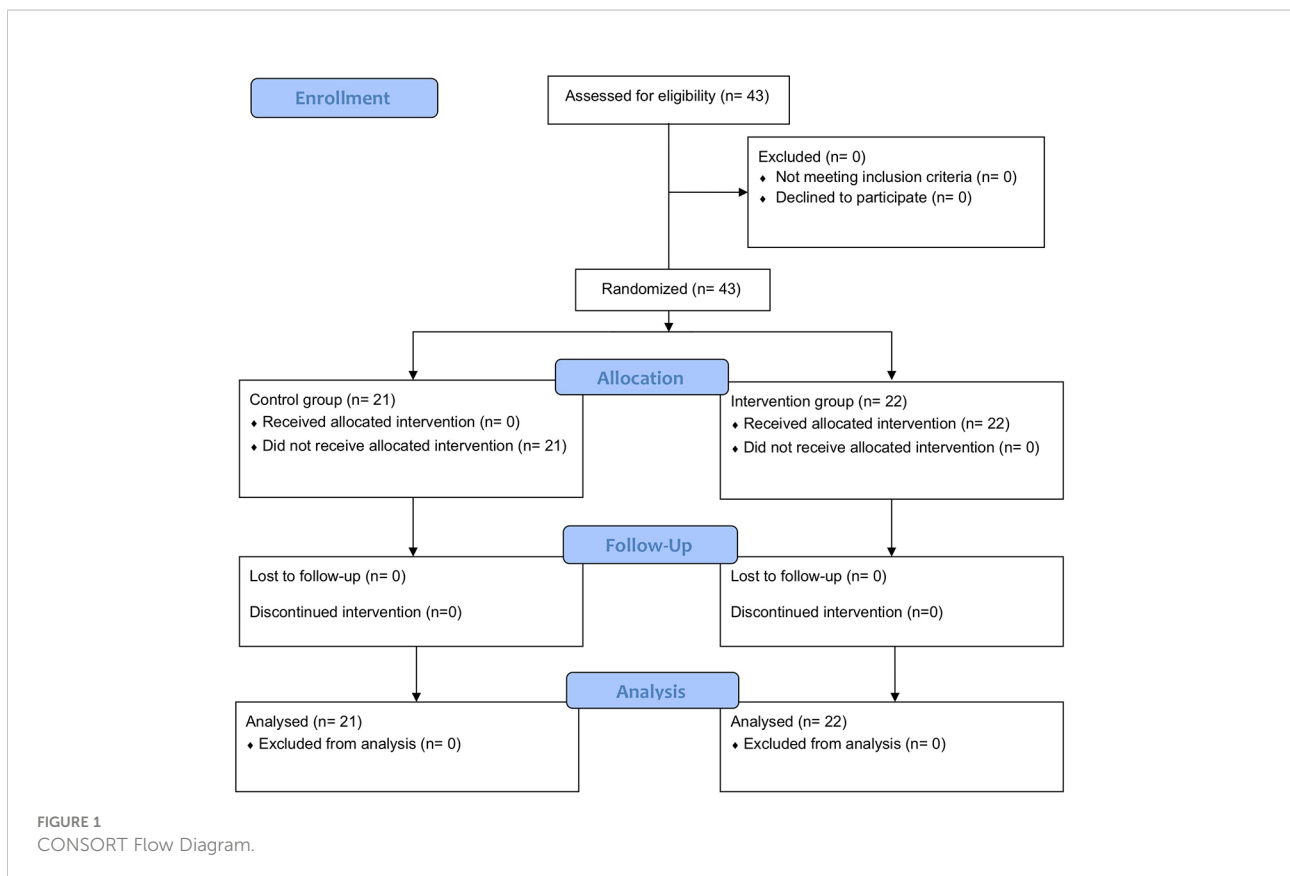 Enrollment
Assessed for eligibility (n= 43)
Excluded (n= 0)
♦ Not meeting inclusion criteria (n= 0)
♦ Declined to participate (n= 0)
Randomized (n= 43)
Allocation
Control group (n= 21)
♦ Received allocated intervention (n= 0)
♦ Did not receive allocated intervention (n= 21)
Intervention group (n= 22)
♦ Received allocated intervention (n= 22)
♦ Did not receive allocated intervention (n= 0)
Follow-Up
Lost to follow-up (n= 0)
Discontinued intervention (n=0)
Lost to follow-up (n= 0)
Discontinued intervention (n=0)
Analysis
Analysed (n= 21)
♦ Excluded from analysis (n= 0)
Analysed (n= 22)
♦ Excluded from analysis (n= 0)
FIGURE 1
CONSORT Flow Diagram.